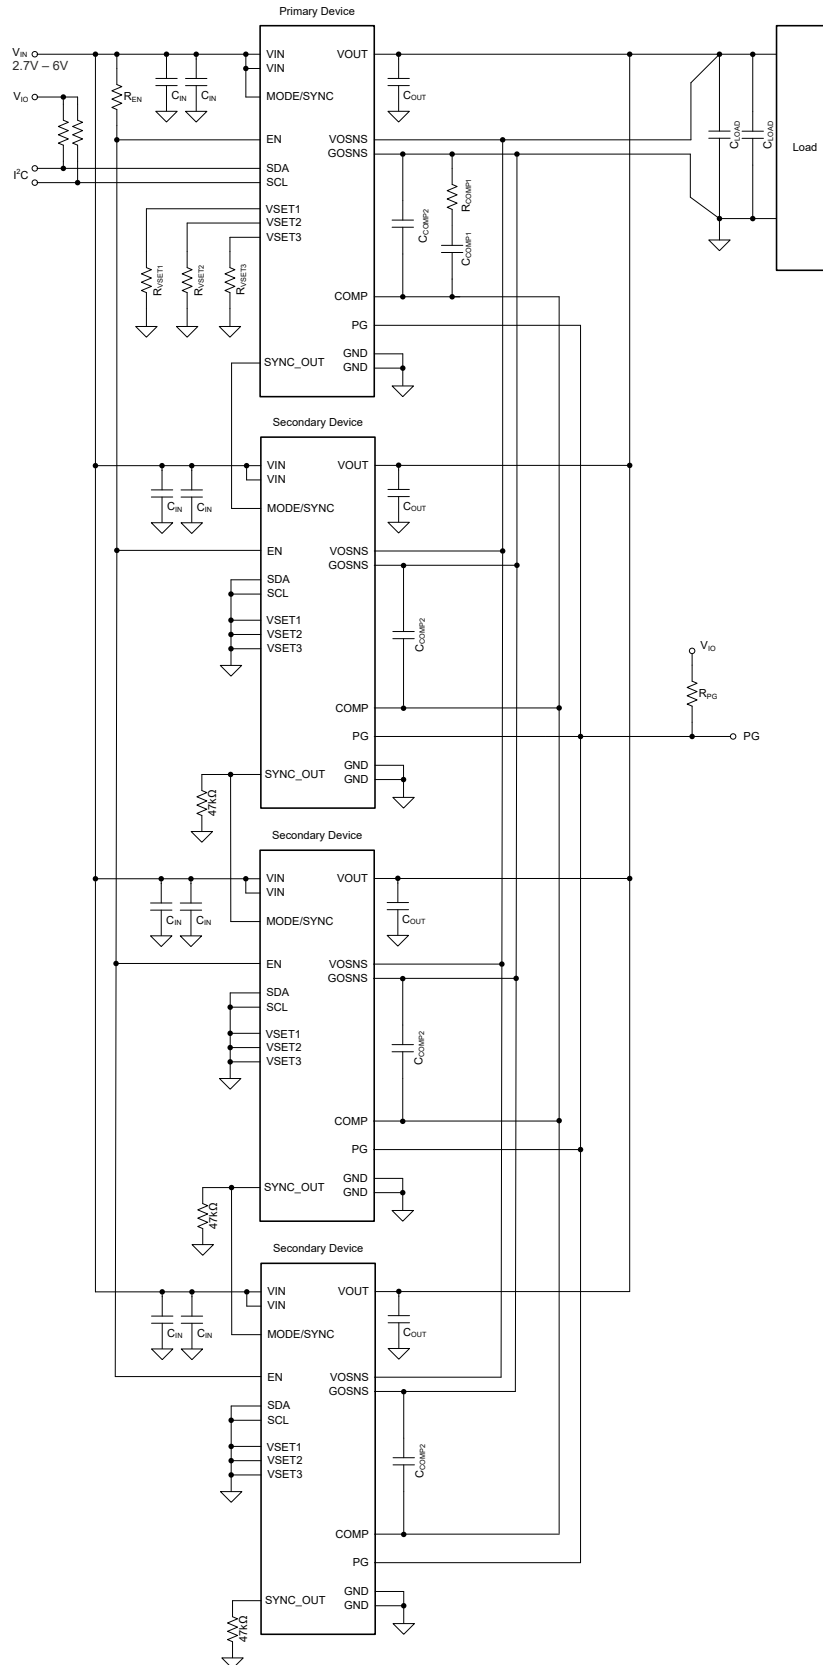 Primary Device
VIN
2.7V – 6V
VIO
I²C
REN
CIN
CIN
VIN
VIN
MODE/SYNC
EN
SDA
SCL
VSET1
VSET2
VSET3
RVSET1
RVSET2
RVSET3
SYNC_OUT
VOUT
COUT
VOSNS
GOSNS
CCOMP2
RCOMP1
CCOMP1
COMP
PG
GND
GND
CLOAD
CLOAD
Load
Secondary Device
CIN
CIN
VIN
VIN
MODE/SYNC
EN
SDA
SCL
VSET1
VSET2
VSET3
SYNC_OUT
47kΩ
VOUT
COUT
VOSNS
GOSNS
CCOMP2
COMP
PG
GND
GND
VIO
RPG
PG
Secondary Device
CIN
CIN
VIN
VIN
MODE/SYNC
EN
SDA
SCL
VSET1
VSET2
VSET3
SYNC_OUT
47kΩ
VOUT
COUT
VOSNS
GOSNS
CCOMP2
COMP
PG
GND
GND
Secondary Device
CIN
CIN
VIN
VIN
MODE/SYNC
EN
SDA
SCL
VSET1
VSET2
VSET3
SYNC_OUT
47kΩ
VOUT
COUT
VOSNS
GOSNS
CCOMP2
COMP
PG
GND
GND